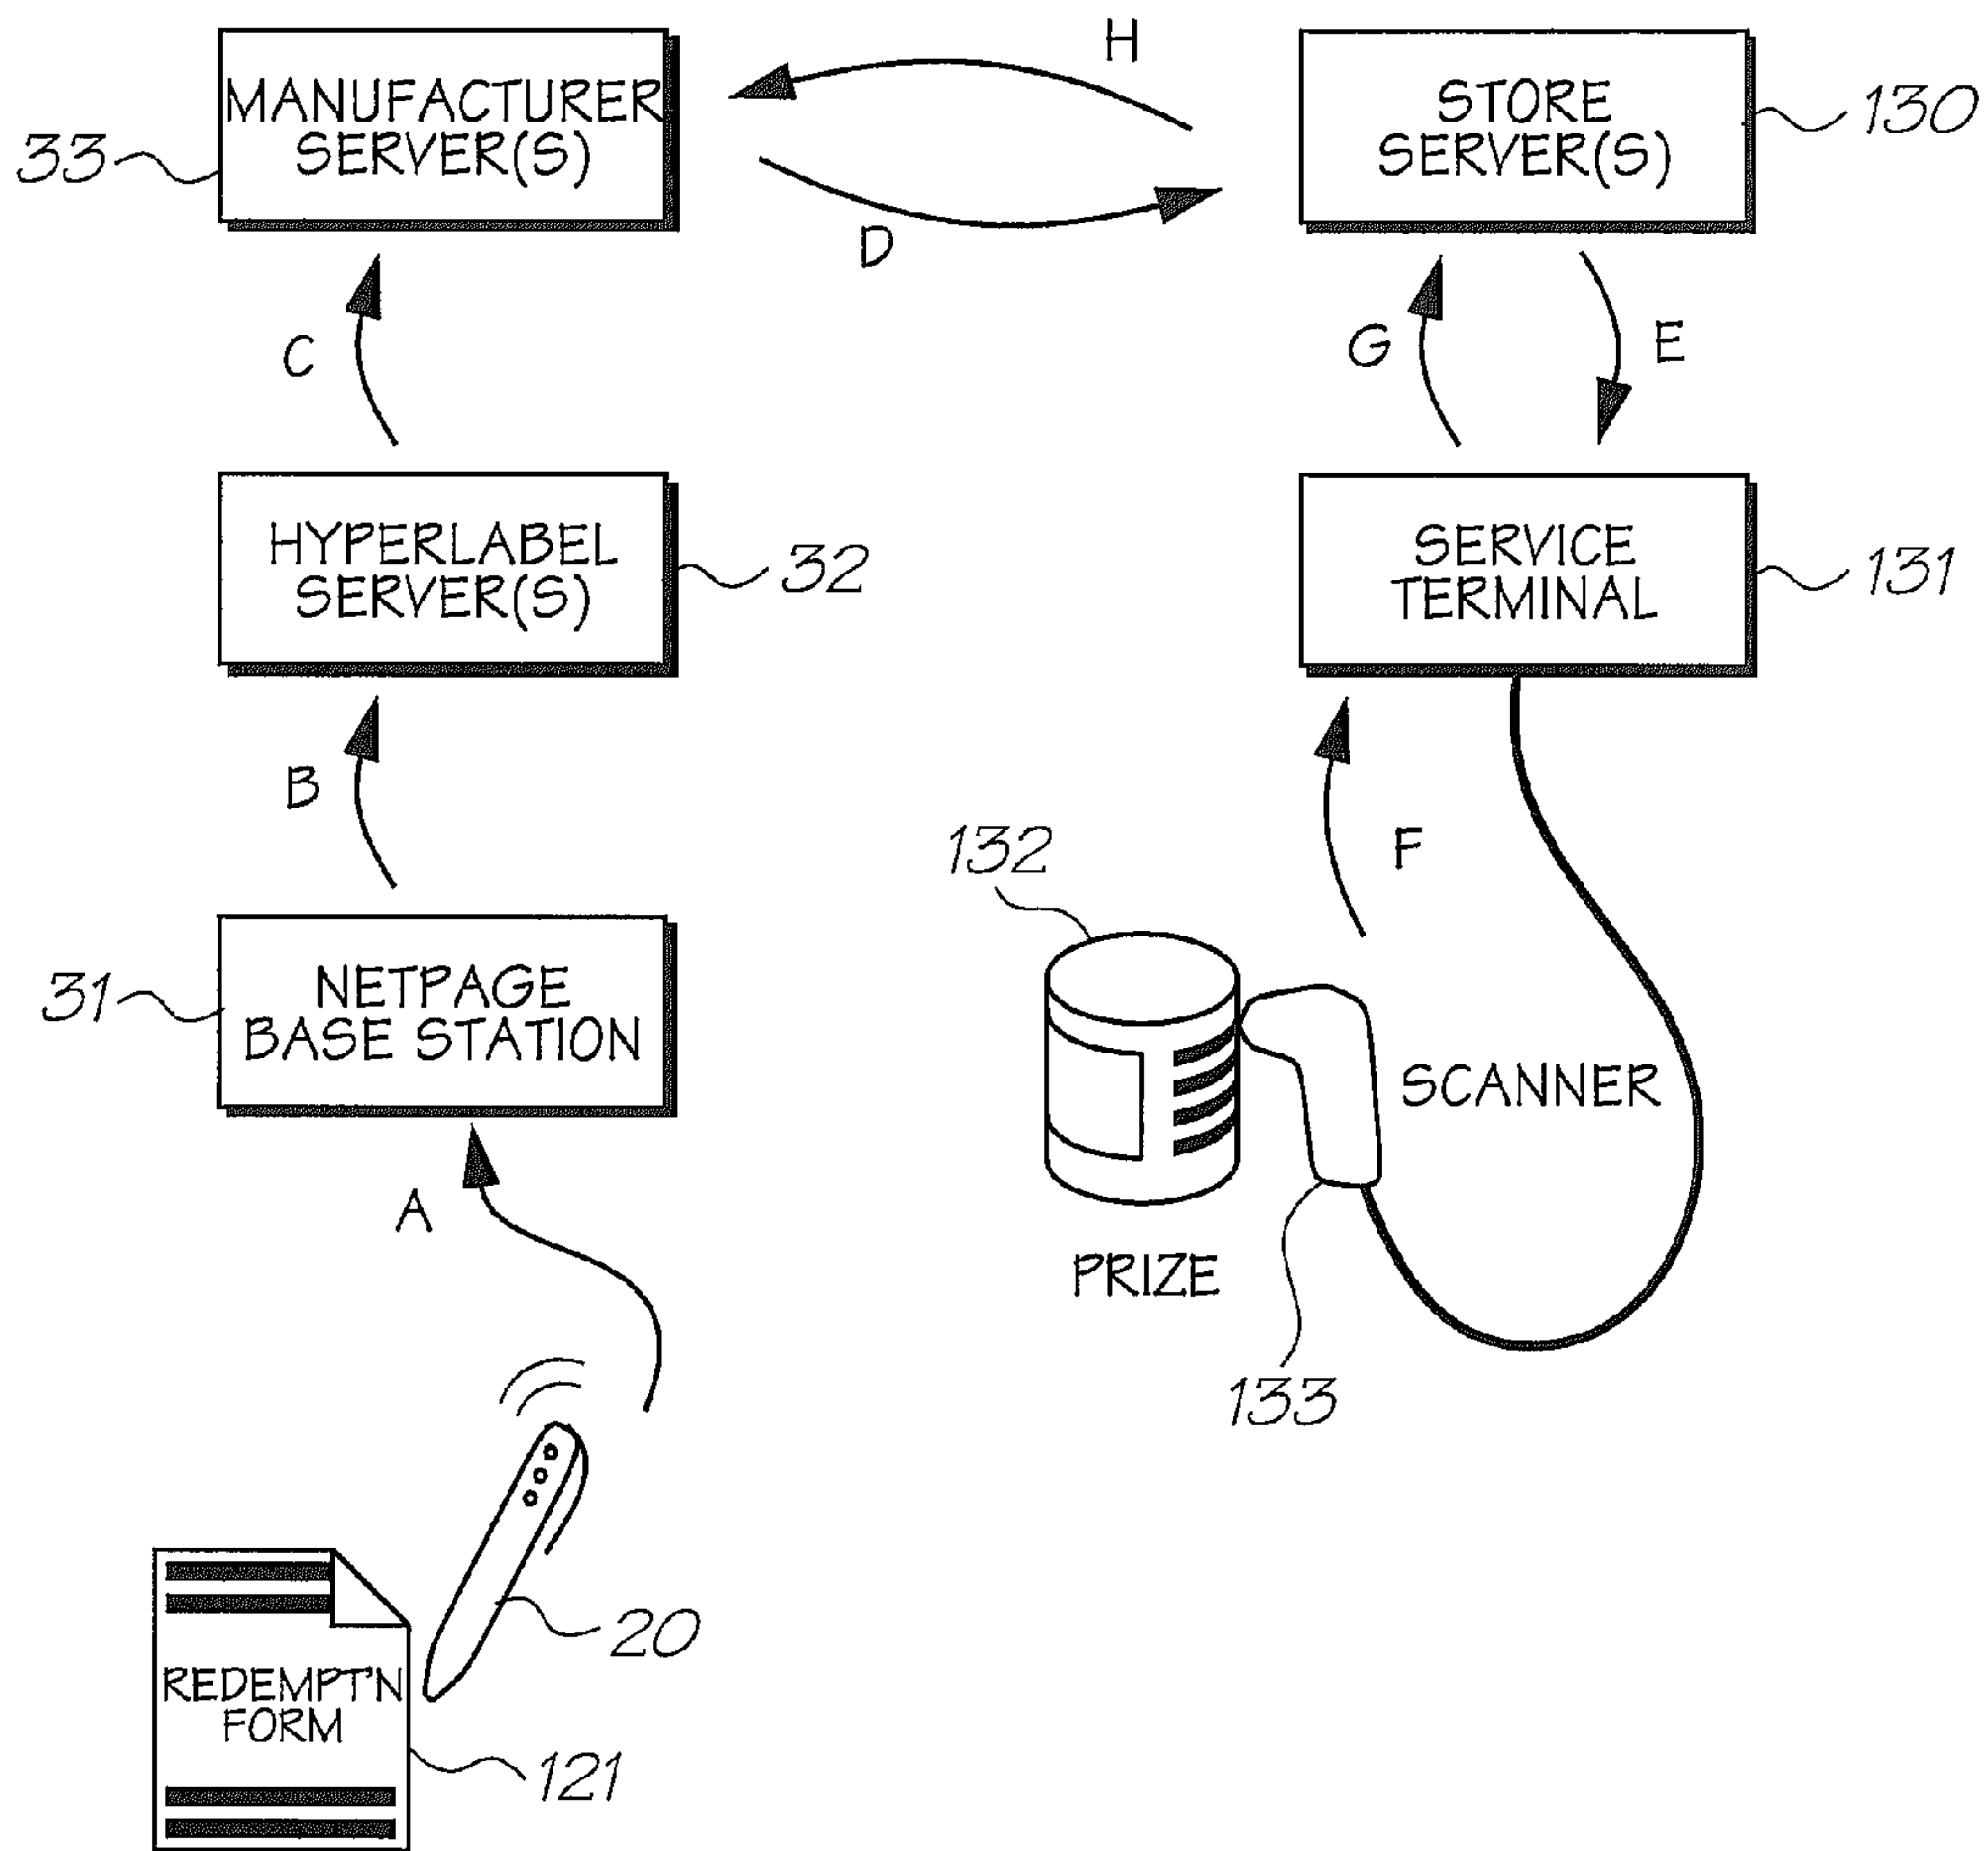 H
MANUFACTURER
SERVER(S)
33
STORE
SERVER(S)
130
D
C
G
E
HYPERLABEL
SERVER(S)
32
SERVICE
TERMINAL
131
B
F
132
31
NETPAGE
BASE STATION
SCANNER
A
PRIZE
133
20
REDEMPT'N
FORM
121